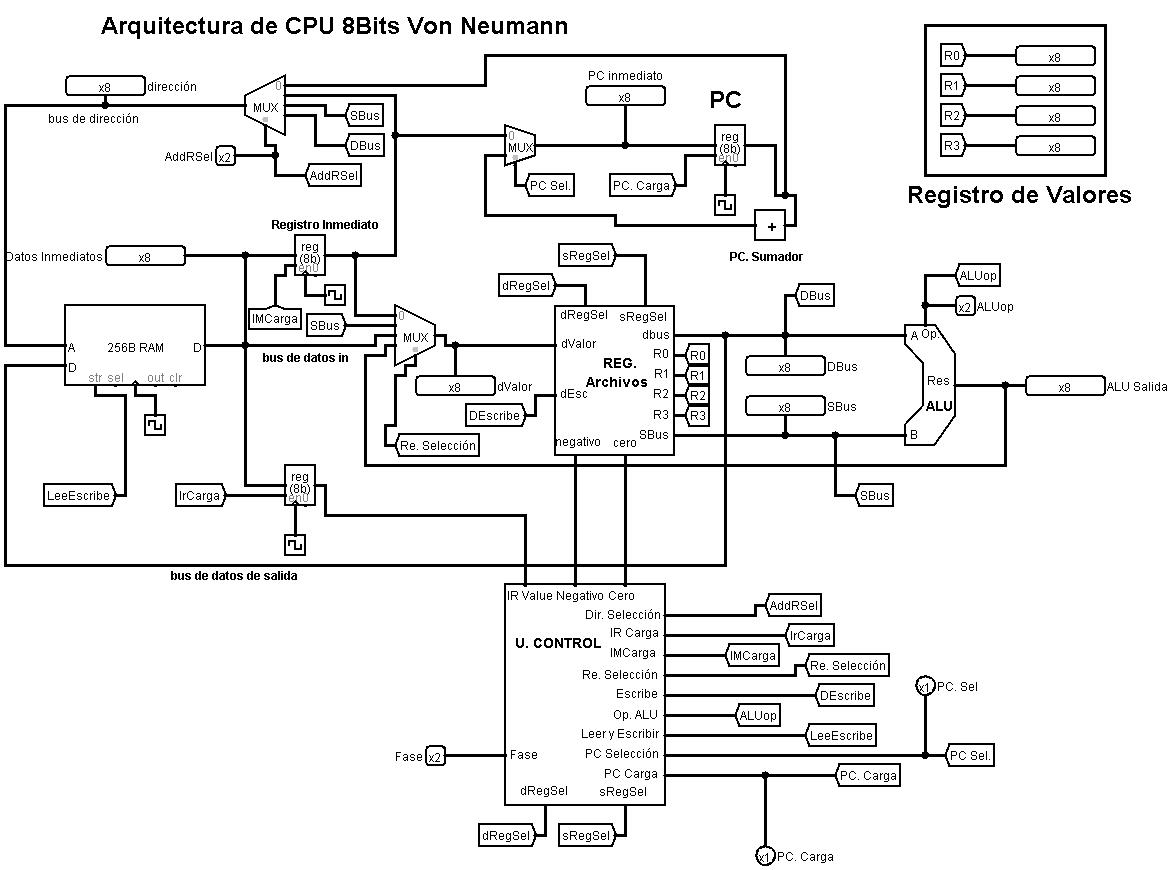 Arquitectura de CPU 8Bits Von Neumann
x8 dirección
bus de dirección
MUX
0
SBus
DBus
AddRSel x2
AddRSel
PC inmediato
x8
PC
0
MUX
reg
(8b)
en0
PC Sel.
PC. Carga
+
PC. Sumador
R0 x8
R1 x8
R2 x8
R3 x8
Registro de Valores
Registro Inmediato
Datos Inmediatos x8
reg
(8b)
en0
IMCarga
SBus
0
MUX
bus de datos in
x8 dValor
DEscribe
Re. Selección
256B RAM
A
D
D
str sel
out clr
LeeEscribe
IrCarga
reg
(8b)
en0
bus de datos de salida
sRegSel
dRegSel
dRegSel sRegSel
dbus
dValor
R0
R1
R2
R3
REG.
Archivos
dEsc
SBus
negativo cero
R0
R1
R2
R3
DBus
x8 DBus
x8 SBus
SBus
ALUop
x2 ALUop
A Op.
Res
ALU
B
x8 ALU Salida
IR Value Negativo Cero
Dir. Selección
U. CONTROL
IR Carga
IMCarga
Re. Selección
Escribe
Op. ALU
Leer y Escribir
PC Selección
PC Carga
Fase
dRegSel sRegSel
Fase x2
dRegSel
sRegSel
AddRSel
IrCarga
IMCarga
Re. Selección
DEscribe
ALUop
LeeEscribe
x1 PC. Sel
PC Sel.
PC. Carga
x1 PC. Carga